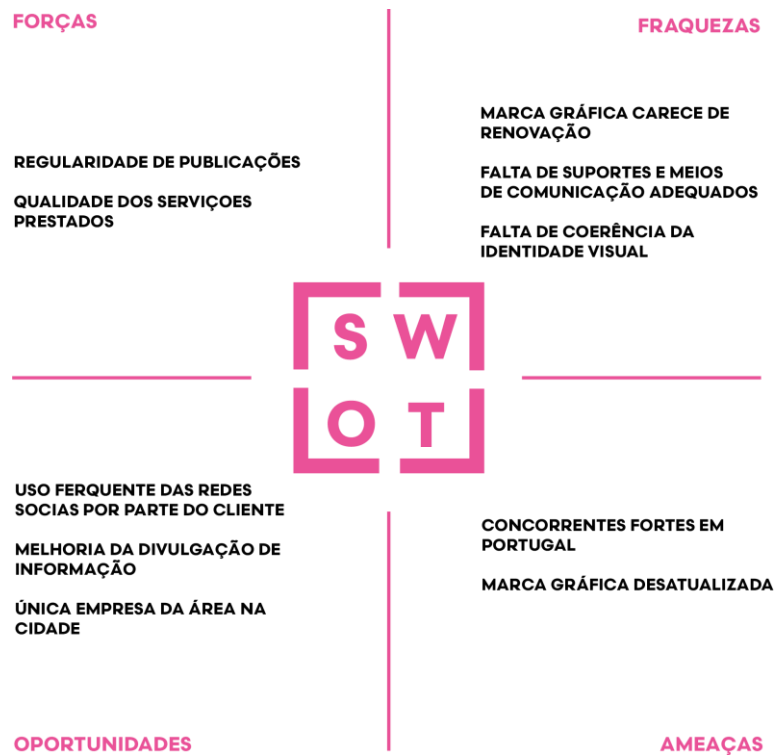 FORÇAS
FRAQUEZAS
REGULARIDADE DE PUBLICAÇÕES
QUALIDADE DOS SERVIÇOES
PRESTADOS
MARCA GRÁFICA CARECE DE
RENOVAÇÃO
FALTA DE SUPORTES E MEIOS
DE COMUNICAÇÃO ADEQUADOS
FALTA DE COERÊNCIA DA
IDENTIDADE VISUAL
S W
O T
USO FERQUENTE DAS REDES
SOCIAS POR PARTE DO CLIENTE
MELHORIA DA DIVULGAÇÃO DE
INFORMAÇÃO
ÚNICA EMPRESA DA ÁREA NA
CIDADE
CONCORRENTES FORTES EM
PORTUGAL
MARCA GRÁFICA DESATUALIZADA
OPORTUNIDADES
AMEAÇAS